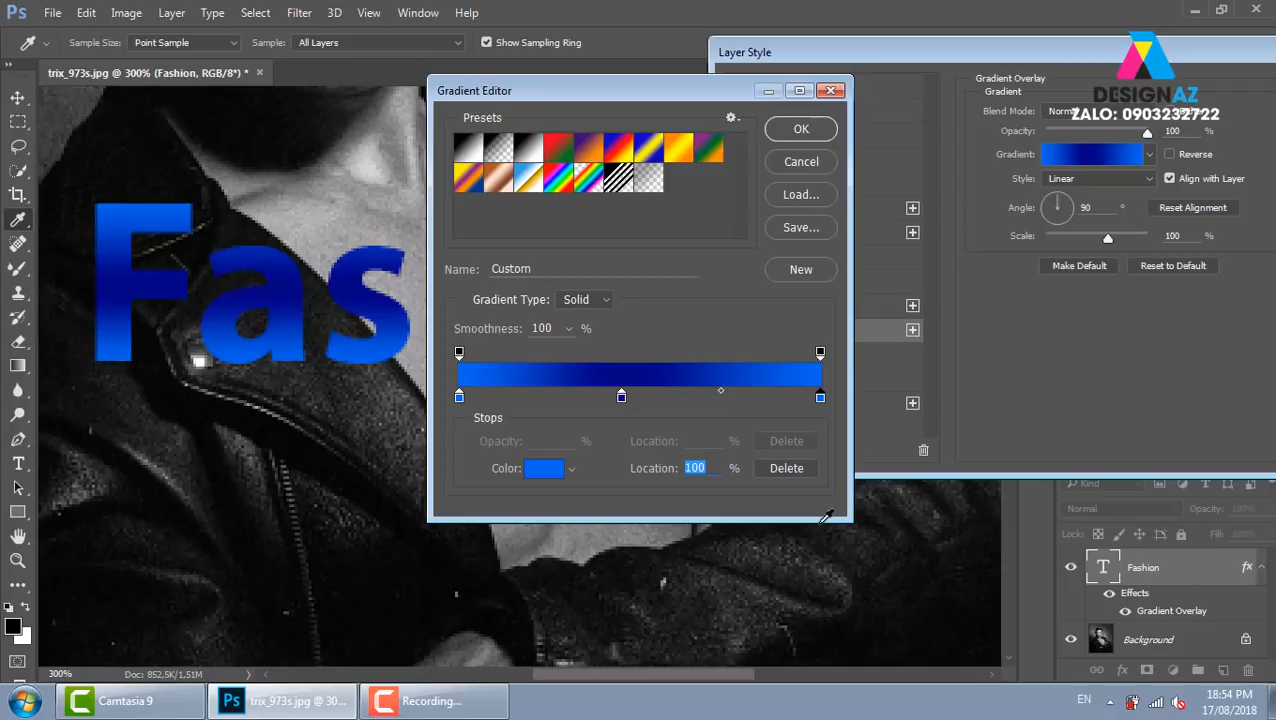 Ps File Edit Image Layer Type Select Filter 3D View Window Help
Sample Size: Point Sample Sample: All Layers Show Sampling Ring
trix_973s.jpg @ 300% (Fashion, RGB/8*) *
Layer Style
DESIGNAZ
ZALO: 0903232722
Gradient Overlay
Gradient
Blend Mode: Normal
Opacity: 100 %
Gradient: Reverse
Style: Linear Align with Layer
Angle: 90 ° Reset Alignment
Scale: 100 %
Make Default Reset to Default
Fas
Gradient Editor
Presets
OK
Cancel
Load...
Save...
Name: Custom
New
Gradient Type: Solid
Smoothness: 100 %
Stops
Opacity: % Location: % Delete
Color: Location: 100 % Delete
Kind
Normal Opacity: 100%
Lock: Fill: 100%
T Fashion fx
Effects
Gradient Overlay
Background
300% Doc: 852,5K/1,51M
Camtasia 9
Ps trix_973s.jpg @ 30...
Recording...
EN
18:54 PM
17/08/2018